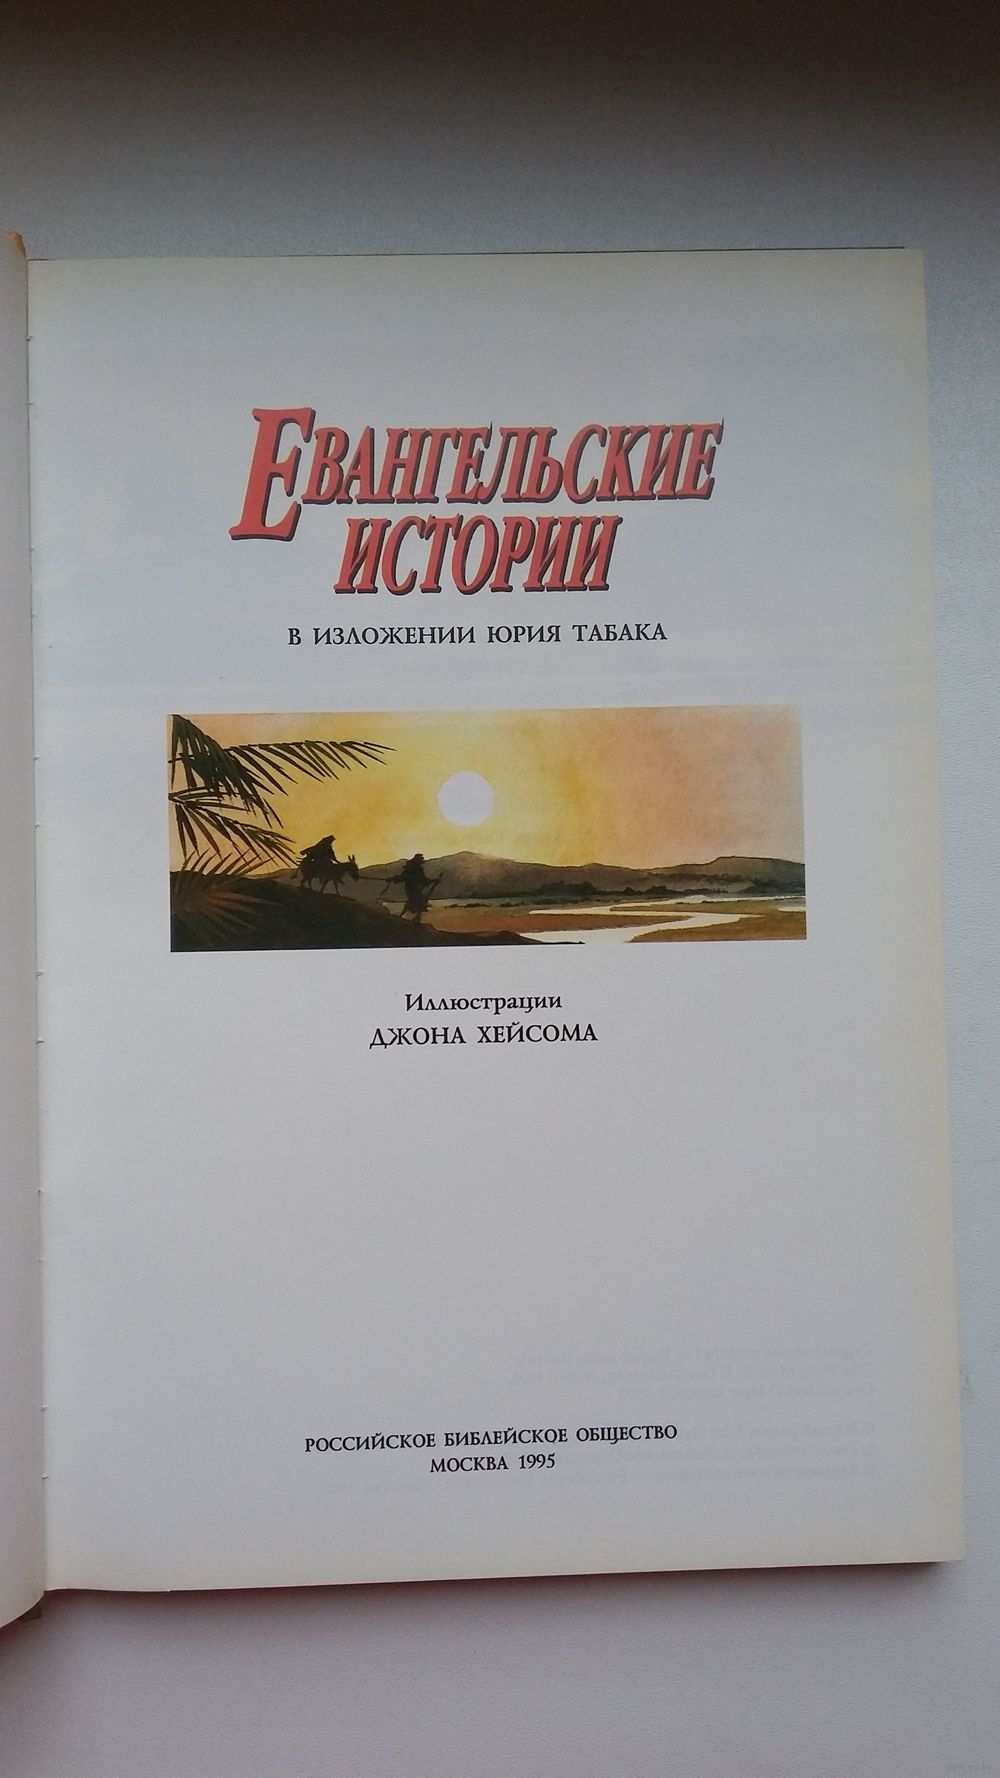 ЕВАНГЕЛЬСКИЕ
ИСТОРИИ
В ИЗЛОЖЕНИИ ЮРИЯ ТАБАКА
Иллюстрации
ДЖОНА ХЕЙСОМА
РОССИЙСКОЕ БИБЛЕЙСКОЕ ОБЩЕСТВО
МОСКВА 1995